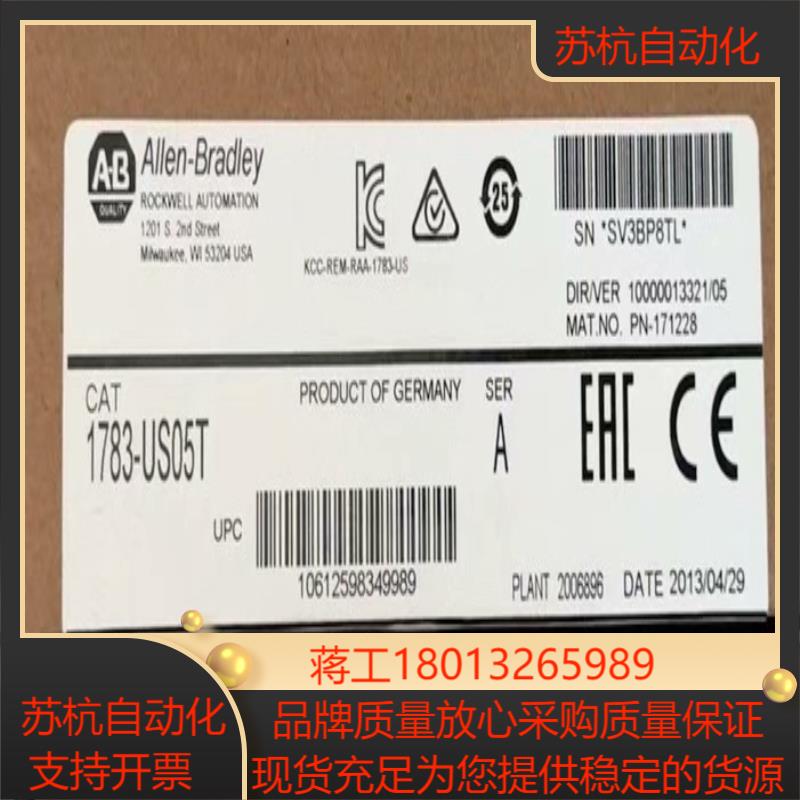 苏杭自动化
A-B
QUALITY
Allen-Bradley
ROCKWELL AUTOMATION
1201 S. 2nd Street
Milwaukee, WI 53204 USA
KCC-REM-RAA-1783-US
25
SN *SV3BP8TL*
DIR/VER 10000013321/05
MAT.NO. PN-171228
CAT
1783-US05T
PRODUCT OF GERMANY
SER
A
EAC CE
UPC
10612598349989
PLANT 2006896 DATE 2013/04/29
蒋工18013265989
苏杭自动化
支持开票
品牌质量放心采购质量保证
现货充足为您提供稳定的货源